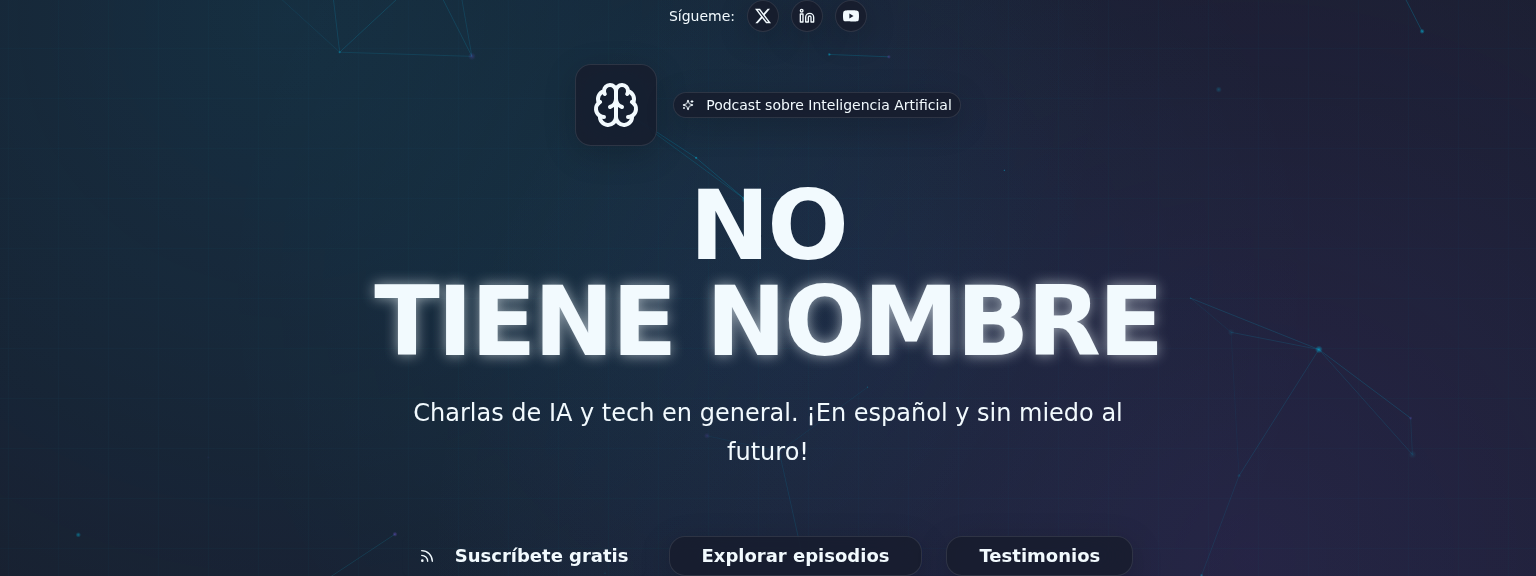 Sígueme:
Podcast sobre Inteligencia Artificial
NO
TIENE NOMBRE
Charlas de IA y tech en general. ¡En español y sin miedo al
futuro!
Suscríbete gratis
Explorar episodios
Testimonios